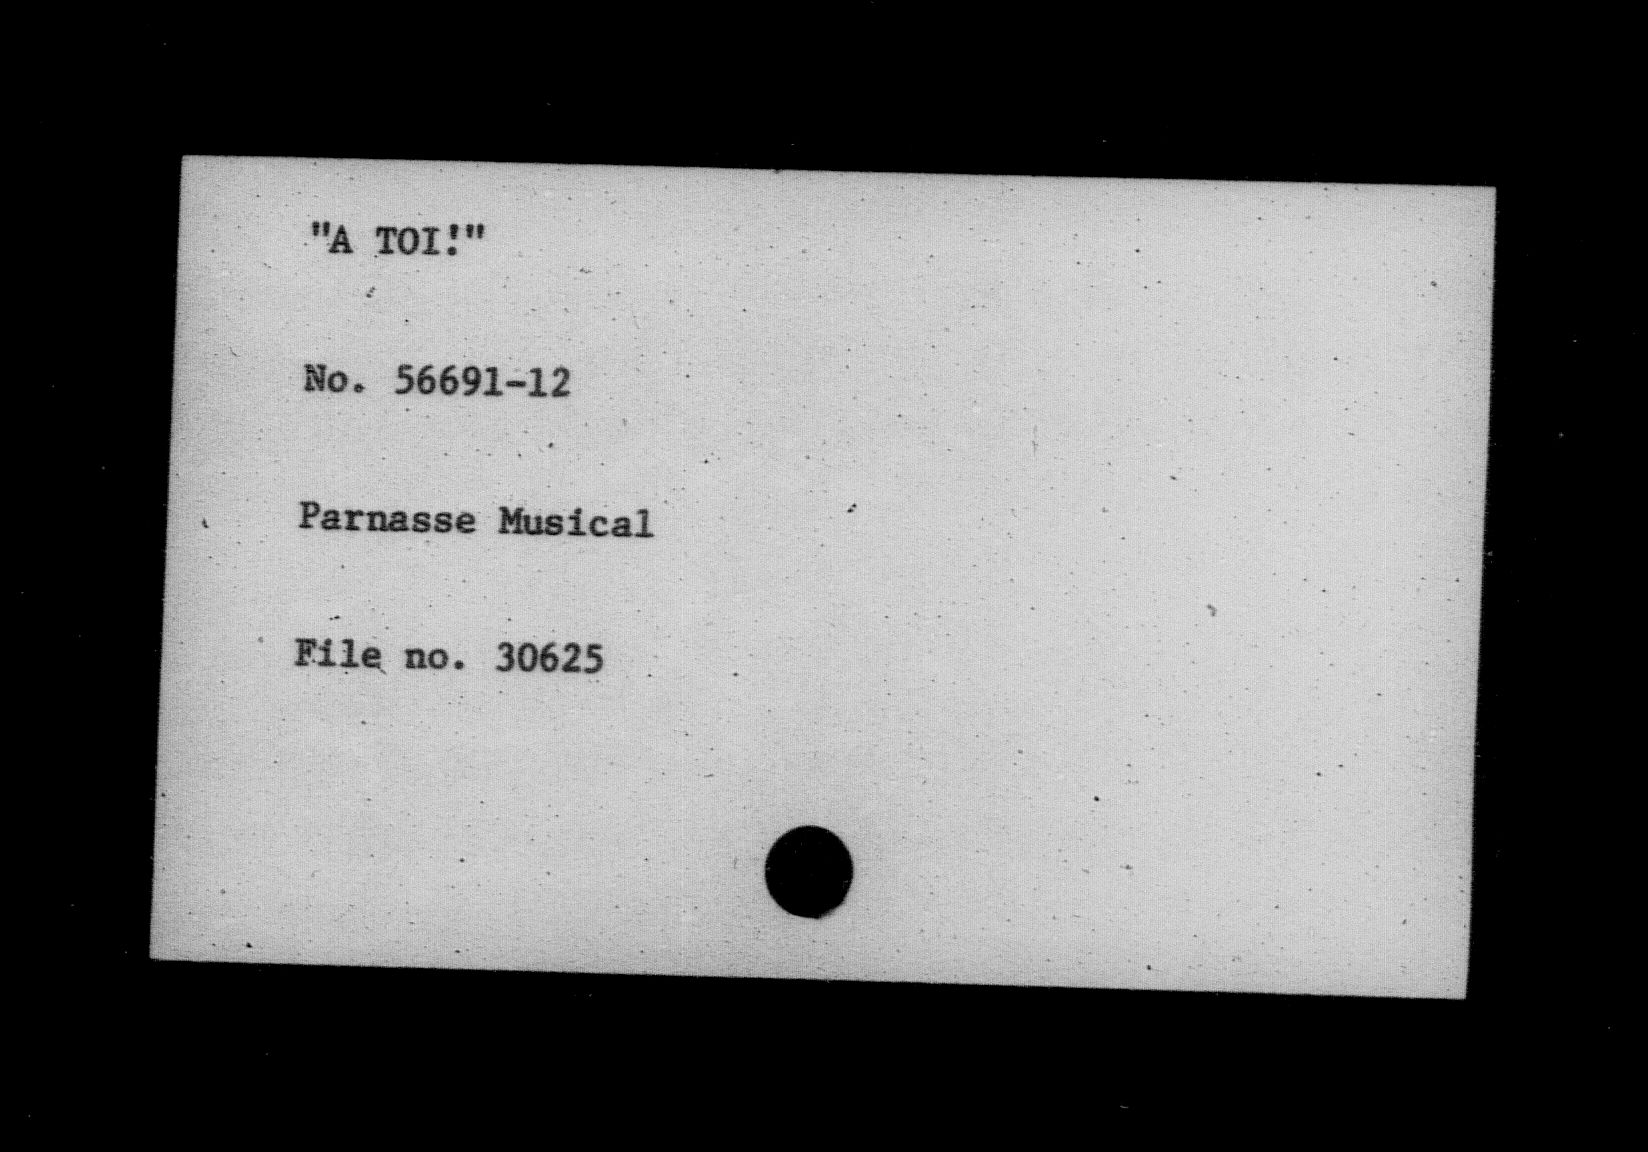 "A TOI!"
No. 56691-12
Parnasse Musical
File no. 30625